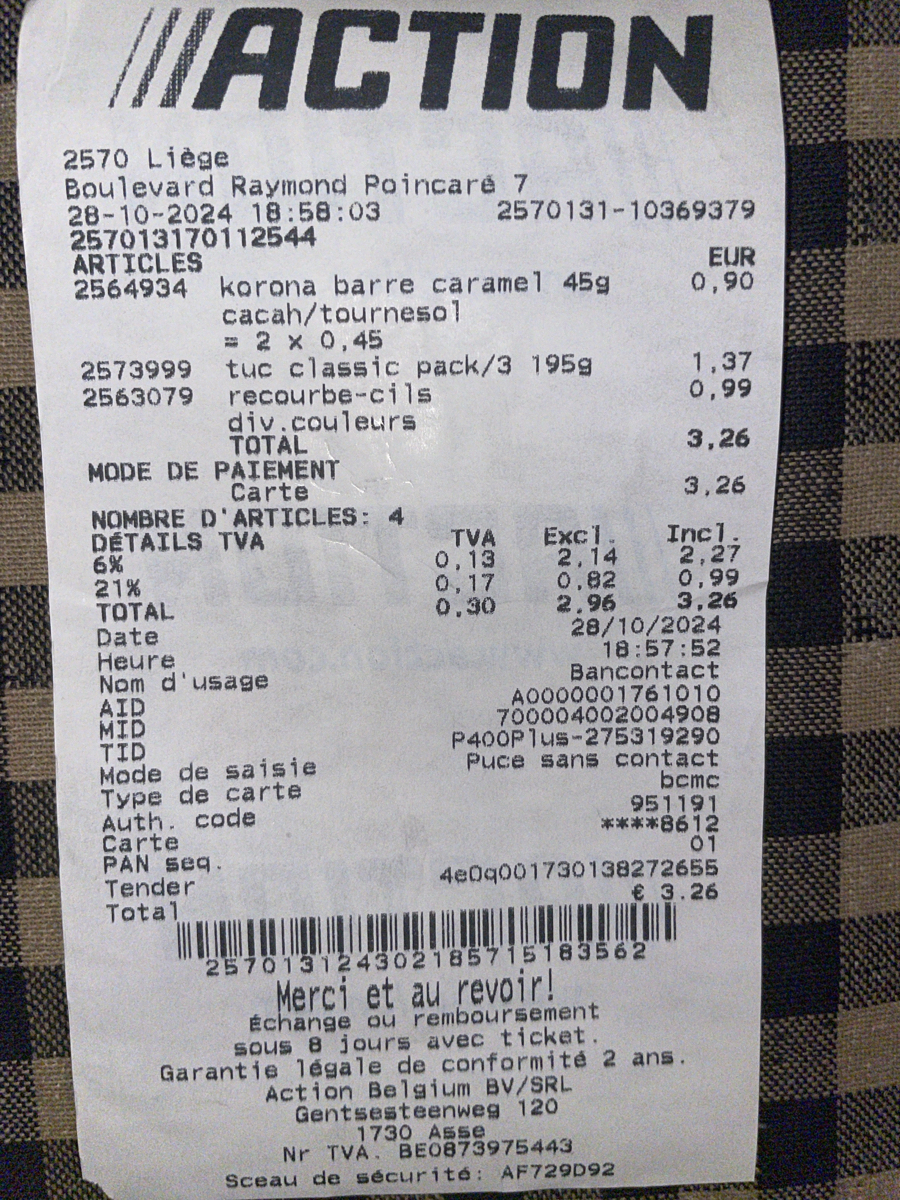 ///ACTION
2570 Liège
Boulevard Raymond Poincaré 7
28-10-2024 18:58:03 2570131-10369379
257013170112544
ARTICLES EUR
2564934 korona barre caramel 45g 0,90
cacah/tournesol
= 2 x 0,45
2573999 tuc classic pack/3 195g 1,37
2563079 recourbe-cils 0,99
div.couleurs
TOTAL 3,26
MODE DE PAIEMENT
Carte 3,26
NOMBRE D'ARTICLES: 4
DÉTAILS TVA TVA Excl. Incl.
6% 0,13 2,14 2,27
21% 0,17 0,82 0,99
TOTAL 0,30 2,96 3,26
Date 28/10/2024
Heure 18:57:52
Nom d'usage Bancontact
AID A0000001761010
MID 700004002004908
TID P400Plus-275319290
Mode de saisie Puce sans contact
Type de carte bcmc
Auth. code 951191
Carte ****8612
PAN seq. 01
Tender 4eOq001730138272655
Total € 3.26
257013124302185715183562
Merci et au revoir!
Échange ou remboursement
sous 8 jours avec ticket.
Garantie légale de conformité 2 ans.
Action Belgium BV/SRL
Gentsesteenweg 120
1730 Asse
Nr TVA. BE0873975443
Sceau de sécurité: AF729D92